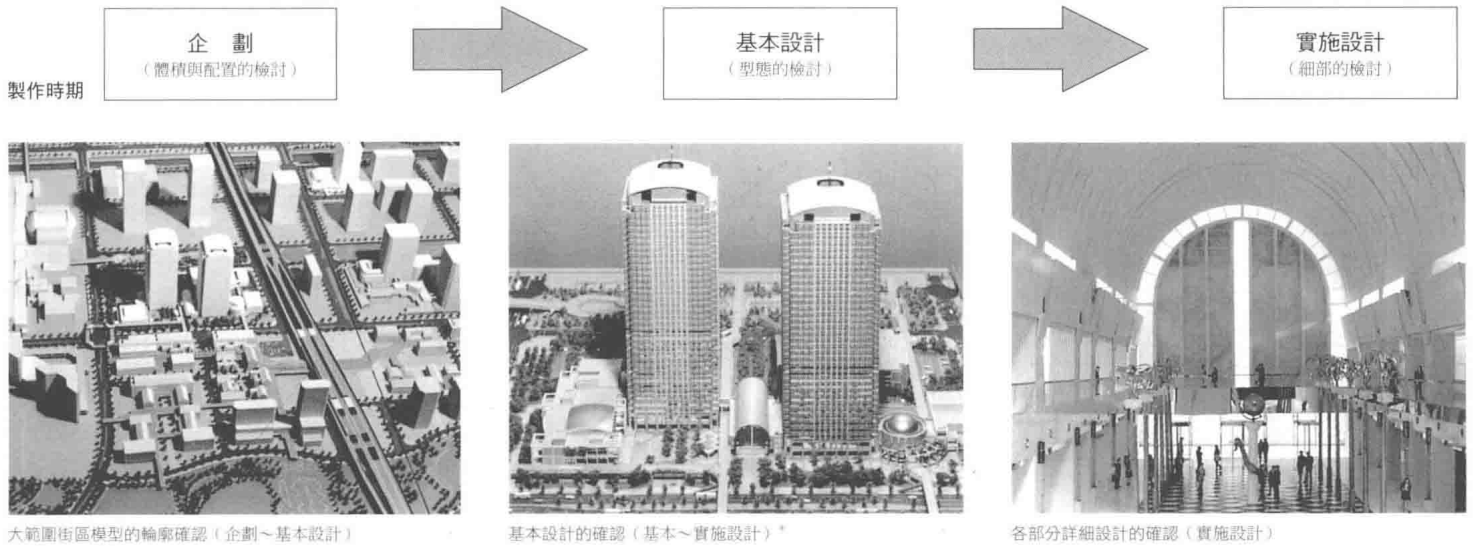 企 劃
（體積與配置的檢討）
基本設計
（型態的檢討）
實施設計
（細部的檢討）
製作時期
大範圍街區模型的輪廓確認（企劃～基本設計）
基本設計的確認（基本～實施設計）*
各部分詳細設計的確認（實施設計）